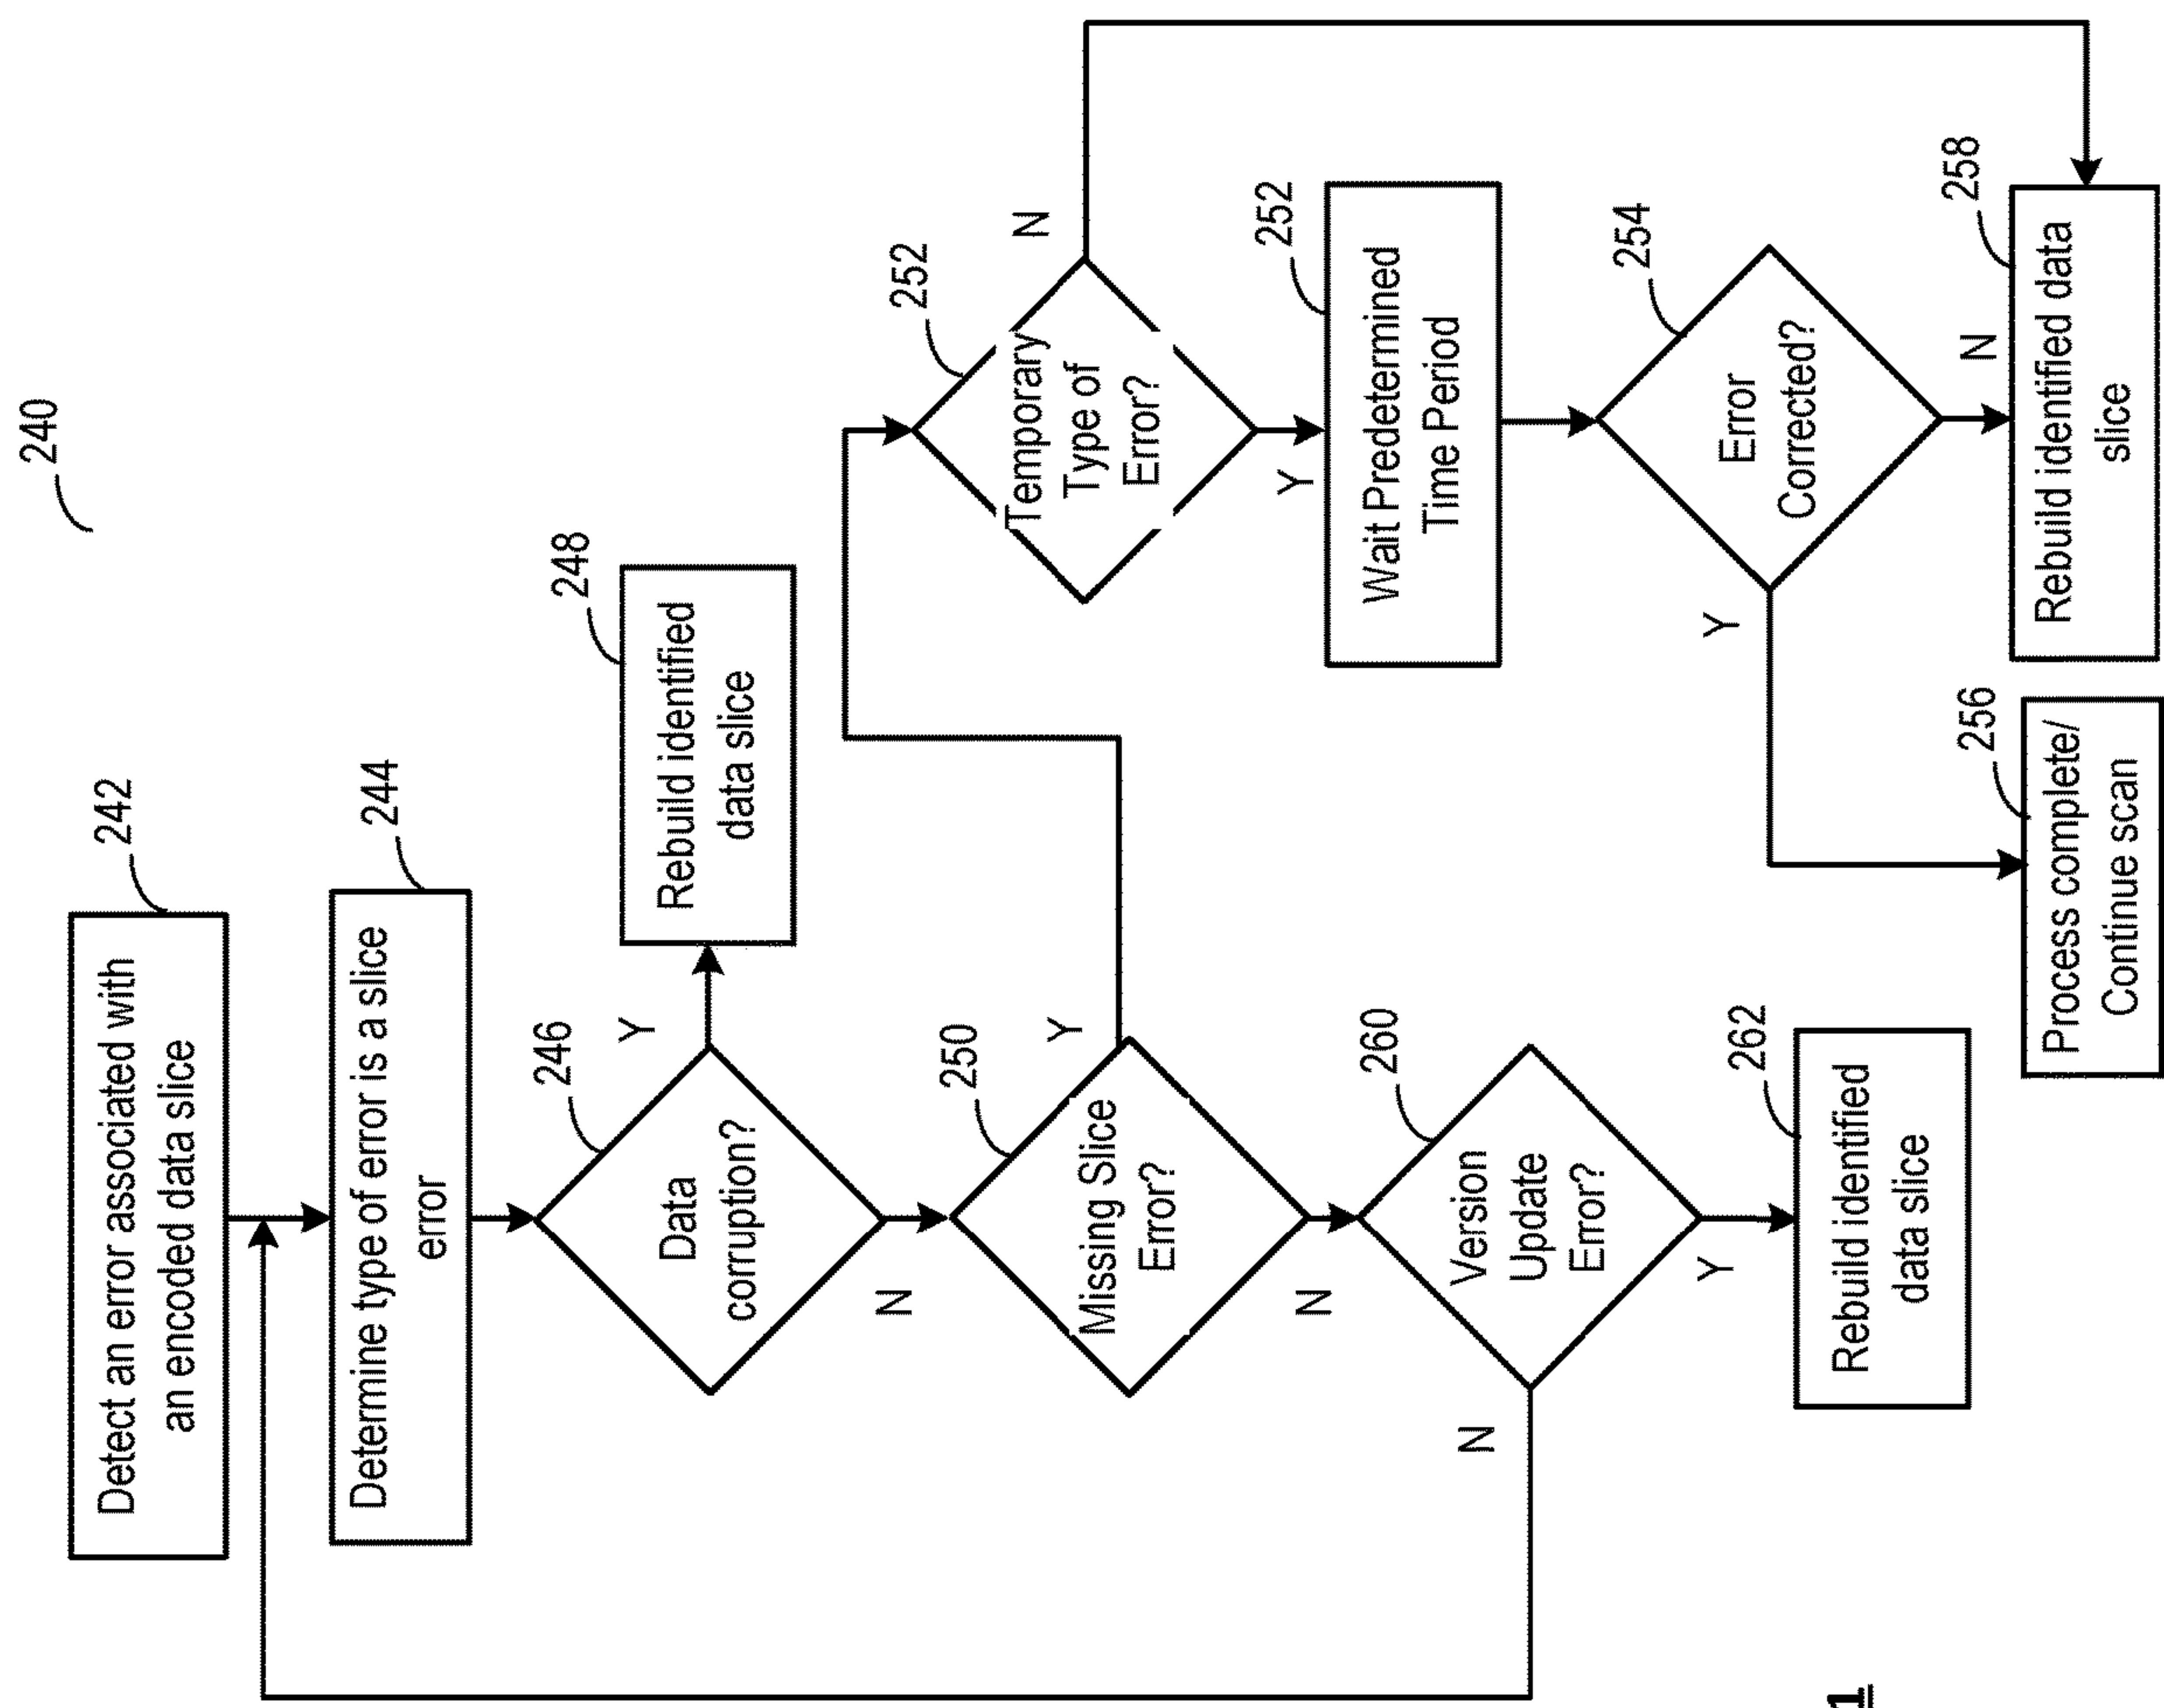 240
242
Detect an error associated with
an encoded data slice
244
Determine type of error is a slice
error
246
Data
corruption?
Y
N
248
Rebuild identified
data slice
250
Missing Slice
Error?
Y
N
252
Temporary
Type of
Error?
N
Y
252
Wait Predetermined
Time Period
254
Error
Corrected?
Y
N
256
Process complete/
Continue scan
258
Rebuild identified data
slice
260
Version
Update
Error?
N
Y
262
Rebuild identified
data slice
1